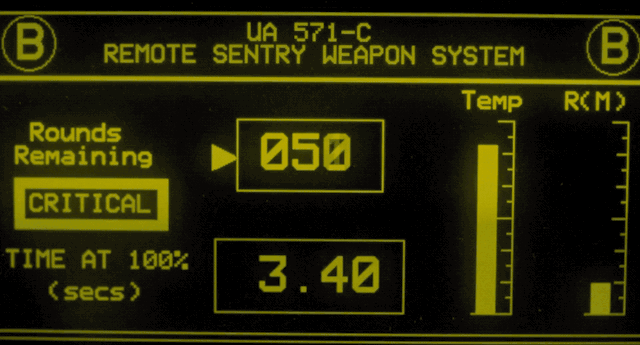 B
UA 571-C
B
REMOTE SENTRY WEAPON SYSTEM
Temp
R(M)
Rounds
Remaining
050
CRITICAL
TIME AT 100%
(secs)
3.40